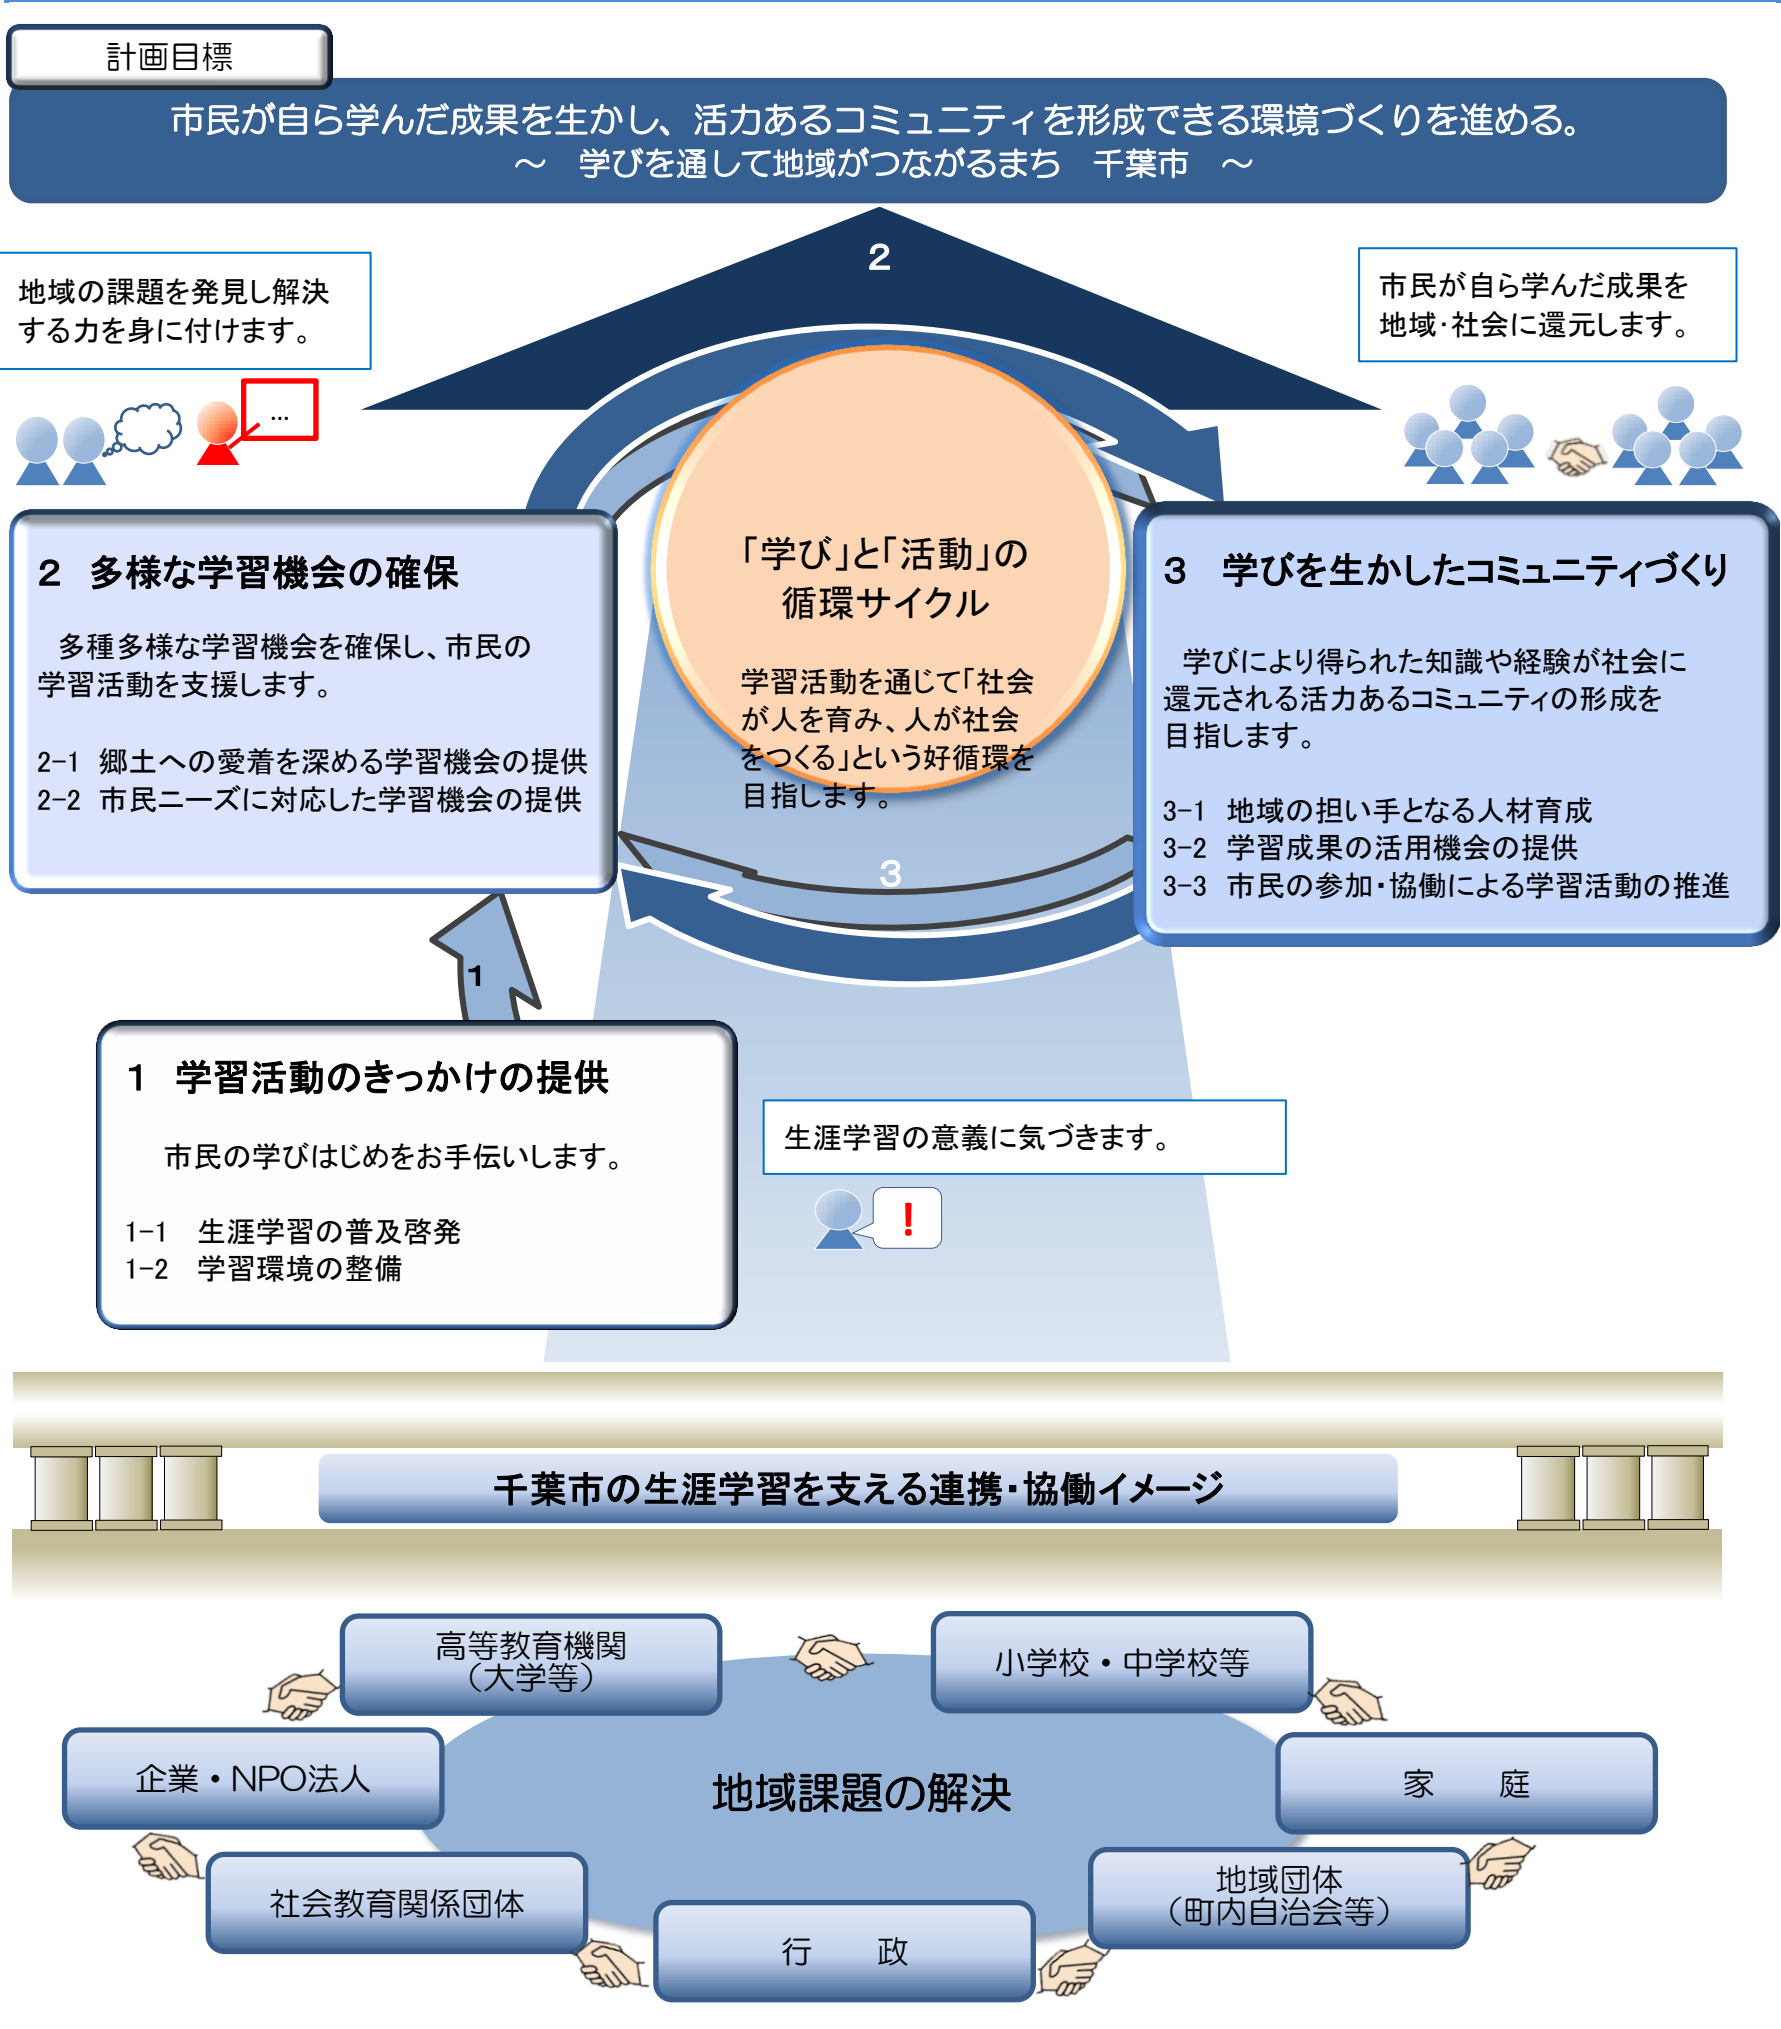 計画目標
市民が自ら学んだ成果を生かし、活力あるコミュニティを形成できる環境づくりを進める。
～　学びを通して地域がつながるまち　千葉市　～
2
地域の課題を発見し解決
する力を身に付けます。
…
市民が自ら学んだ成果を
地域・社会に還元します。
「学び」と「活動」の
循環サイクル
学習活動を通じて「社会
が人を育み、人が社会
をつくる」という好循環を
目指します。
2　多様な学習機会の確保
多種多様な学習機会を確保し、市民の
学習活動を支援します。
2-1　郷土への愛着を深める学習機会の提供
2-2　市民ニーズに対応した学習機会の提供
3　学びを生かしたコミュニティづくり
学びにより得られた知識や経験が社会に
還元される活力あるコミュニティの形成を
目指します。
3-1　地域の担い手となる人材育成
3-2　学習成果の活用機会の提供
3-3　市民の参加・協働による学習活動の推進
3
1
1　学習活動のきっかけの提供
市民の学びはじめをお手伝いします。
1-1　生涯学習の普及啓発
1-2　学習環境の整備
生涯学習の意義に気づきます。
!
千葉市の生涯学習を支える連携・協働イメージ
高等教育機関
（大学等）
小学校・中学校等
企業・NPO法人
地域課題の解決
家　　庭
社会教育関係団体
地域団体
（町内自治会等）
行　　政